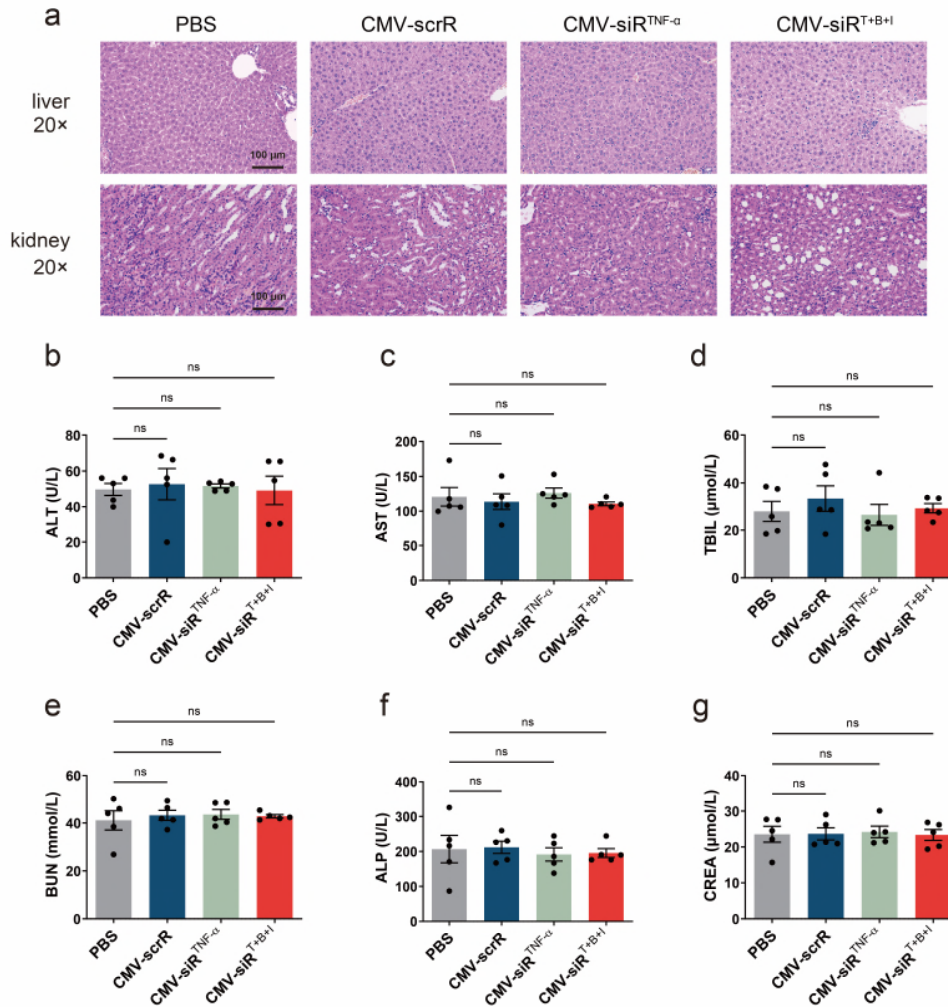 a
PBS
CMV-scrR
CMV-siR^TNF-α
CMV-siR^T+B+I
liver
20×
100 μm
kidney
20×
100 μm
b
ns
ns
ns
ALT (U/L)
80
60
40
20
0
PBS
CMV-scrR
CMV-siR^TNF-α
CMV-siR^T+B+I
c
ns
ns
ns
AST (U/L)
200
150
100
50
0
PBS
CMV-scrR
CMV-siR^TNF-α
CMV-siR^T+B+I
d
ns
ns
ns
TBIL (μmol/L)
60
40
20
0
PBS
CMV-scrR
CMV-siR^TNF-α
CMV-siR^T+B+I
e
ns
ns
ns
BUN (mmol/L)
60
40
20
0
PBS
CMV-scrR
CMV-siR^TNF-α
CMV-siR^T+B+I
f
ns
ns
ns
ALP (U/L)
400
300
200
100
0
PBS
CMV-scrR
CMV-siR^TNF-α
CMV-siR^T+B+I
g
ns
ns
ns
CREA (μmol/L)
40
30
20
10
0
PBS
CMV-scrR
CMV-siR^TNF-α
CMV-siR^T+B+I